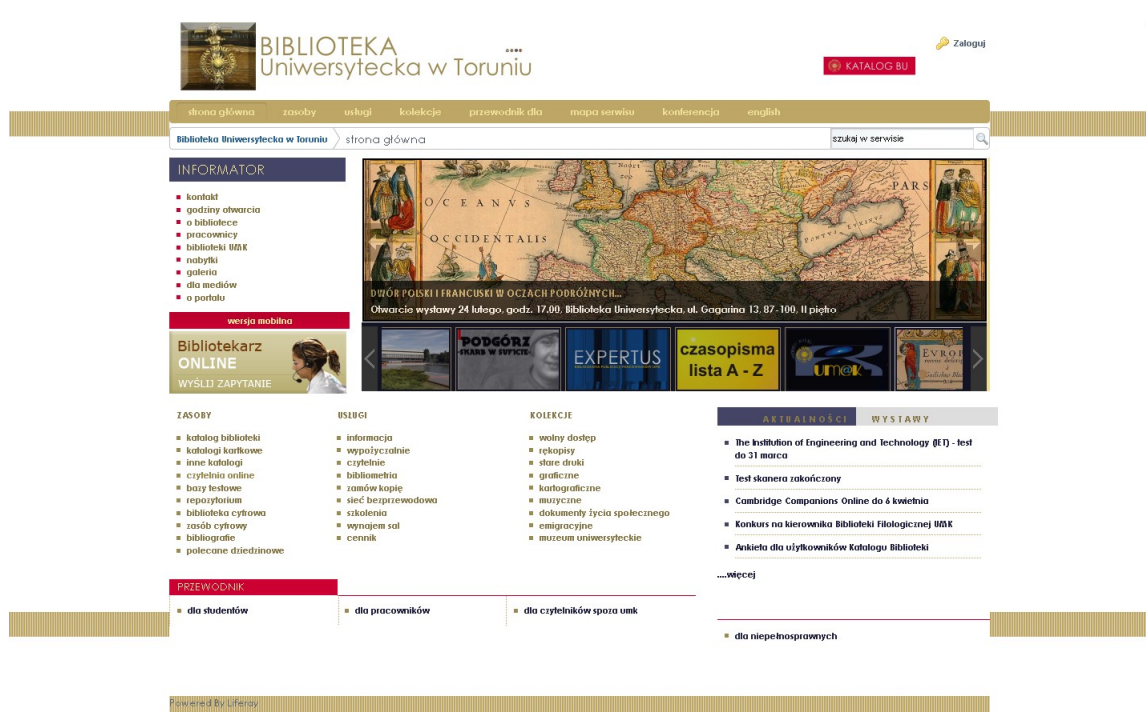 BIBLIOTEKA
Uniwersytecka w Toruniu
Zaloguj
KATALOG BU
strona główna zasoby usługi kolekcje przewodnik dla mapa serwisu konferencja english
Biblioteka Uniwersytecka w Toruniu strona główna szukaj w serwisie
INFORMATOR
kontakt
godziny otwarcia
o bibliotece
pracownicy
biblioteki UMK
nabytki
galeria
dla mediów
o portalu
wersja mobilna
Bibliotekarz
ONLINE
WYŚLIJ ZAPYTANIE
OCEANVS
OCCIDENTALIS
PARS
DWÓR POLSKI I FRANCUSKI W OCZACH PODRÓŻNYCH...
Otwarcie wystawy 24 lutego, godz. 17.00, Biblioteka Uniwersytecka, ul. Gagarina 13, 87-100, II piętro
PODGÓRZ
SKARB W SUFICIE
EXPERTUS
czasopisma
lista A - Z
um@k
EVROP
ZASOBY
katalog biblioteki
katalogi kartkowe
inne katalogi
czytelnia online
bazy testowe
repozytorium
biblioteka cyfrowa
zasób cyfrowy
bibliografie
polecane dziedzinowe
USŁUGI
informacja
wypożyczalnie
czytelnie
bibliometria
zamów kopię
sieć bezprzewodowa
szkolenia
wynajem sal
cennik
KOLEKCJE
wolny dostęp
rękopisy
stare druki
graficzne
kartograficzne
muzyczne
dokumenty życia społecznego
emigracyjne
muzeum uniwersyteckie
AKTUALNOŚCI WYSTAWY
The Institution of Engineering and Technology (IET) - test
do 31 marca
Test skanera zakończony
Cambridge Companions Online do 6 kwietnia
Konkurs na kierownika Biblioteki Filologicznej UMK
Ankieta dla użytkowników Katalogu Biblioteki
....więcej
PRZEWODNIK
dla studentów dla pracowników dla czytelników spoza umk
dla niepełnosprawnych
Powered By Liferay